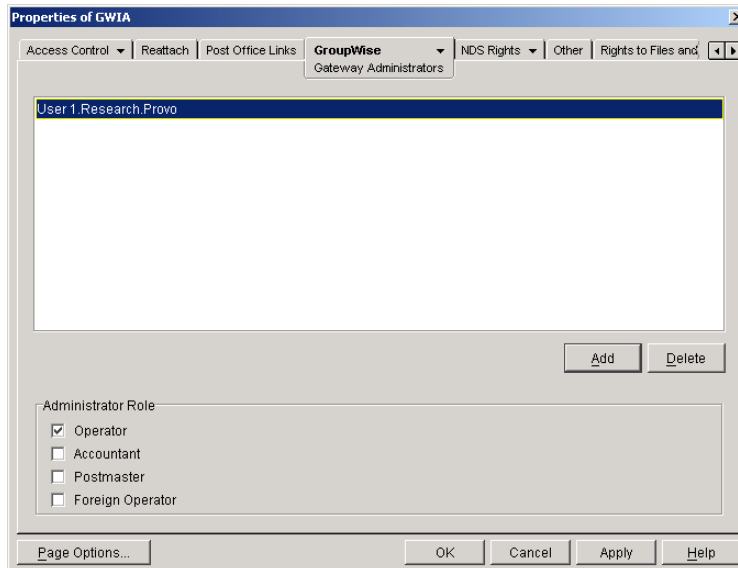 Properties of GWIA
Access Control Reattach Post Office Links GroupWise NDS Rights Other Rights to Files and
Gateway Administrators
User 1.Research.Provo
Add Delete
Administrator Role
Operator
Accountant
Postmaster
Foreign Operator
Page Options... OK Cancel Apply Help